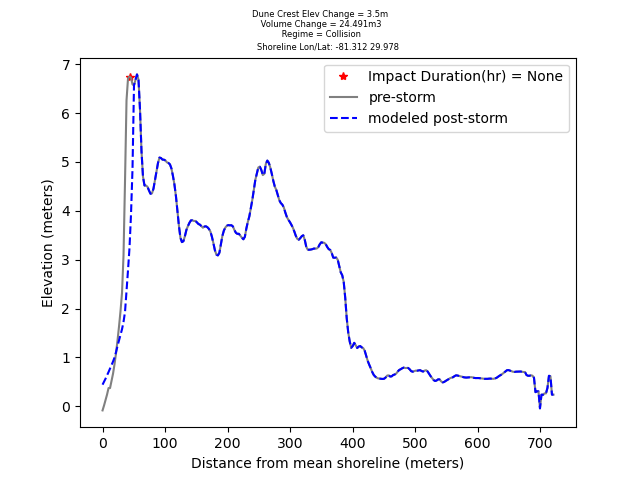 Dune Crest Elev Change = 3.5m
Volume Change = 24.491m3
Regime = Collision
Shoreline Lon/Lat: -81.312 29.978
Impact Duration(hr) = None
pre-storm
modeled post-storm
Elevation (meters)
7
6
5
4
3
2
1
0
0 100 200 300 400 500 600 700
Distance from mean shoreline (meters)